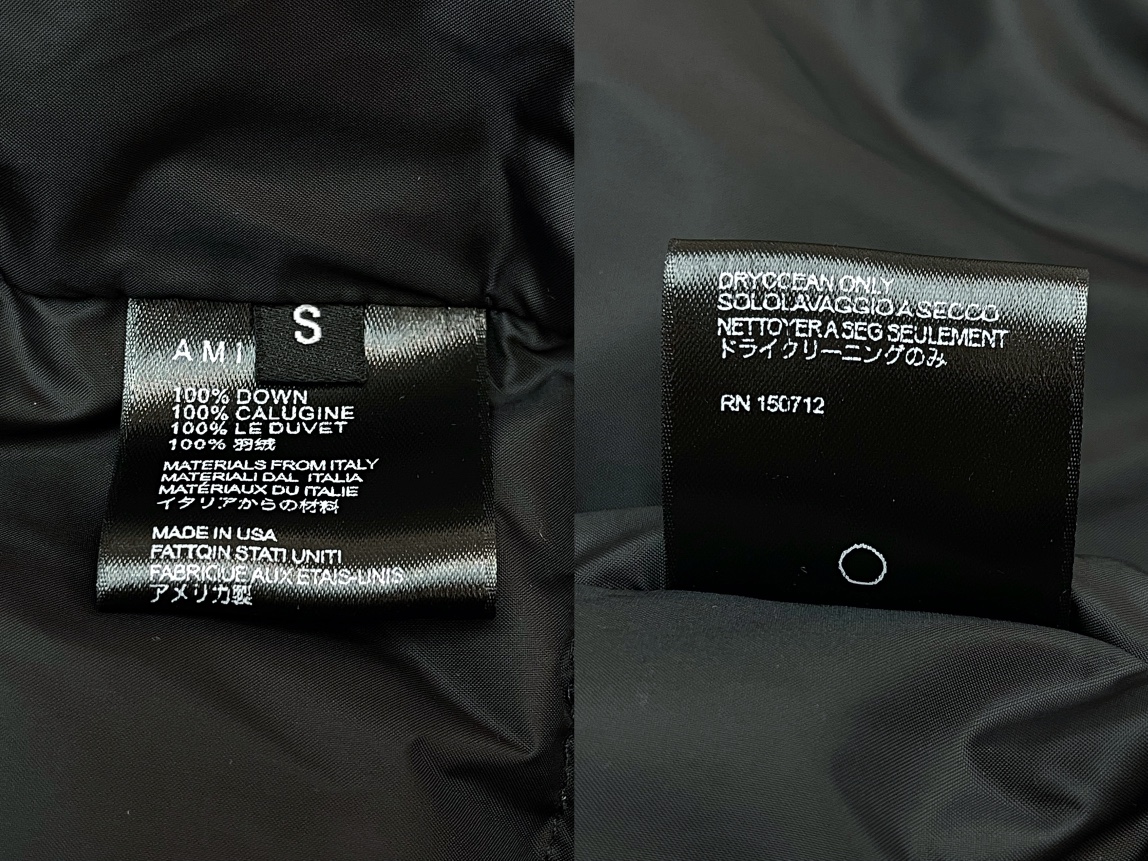 S
AMI
100% DOWN
100% CALUGINE
100% LE DUVET
100% 羽绒
MATERIALS FROM ITALY
MATERIALI DAL ITALIA
MATÉRIAUX DU ITALIE
イタリアからの材料
MADE IN USA
FATTOIN STATI UNITI
FABRIQUE AUX ETAIS-UNIS
アメリカ製
DRYCCEAN ONLY
SOLOLAVAGGIO A SECCO
NETTOYER A SEG SEULEMENT
ドライクリーニングのみ
RN 150712